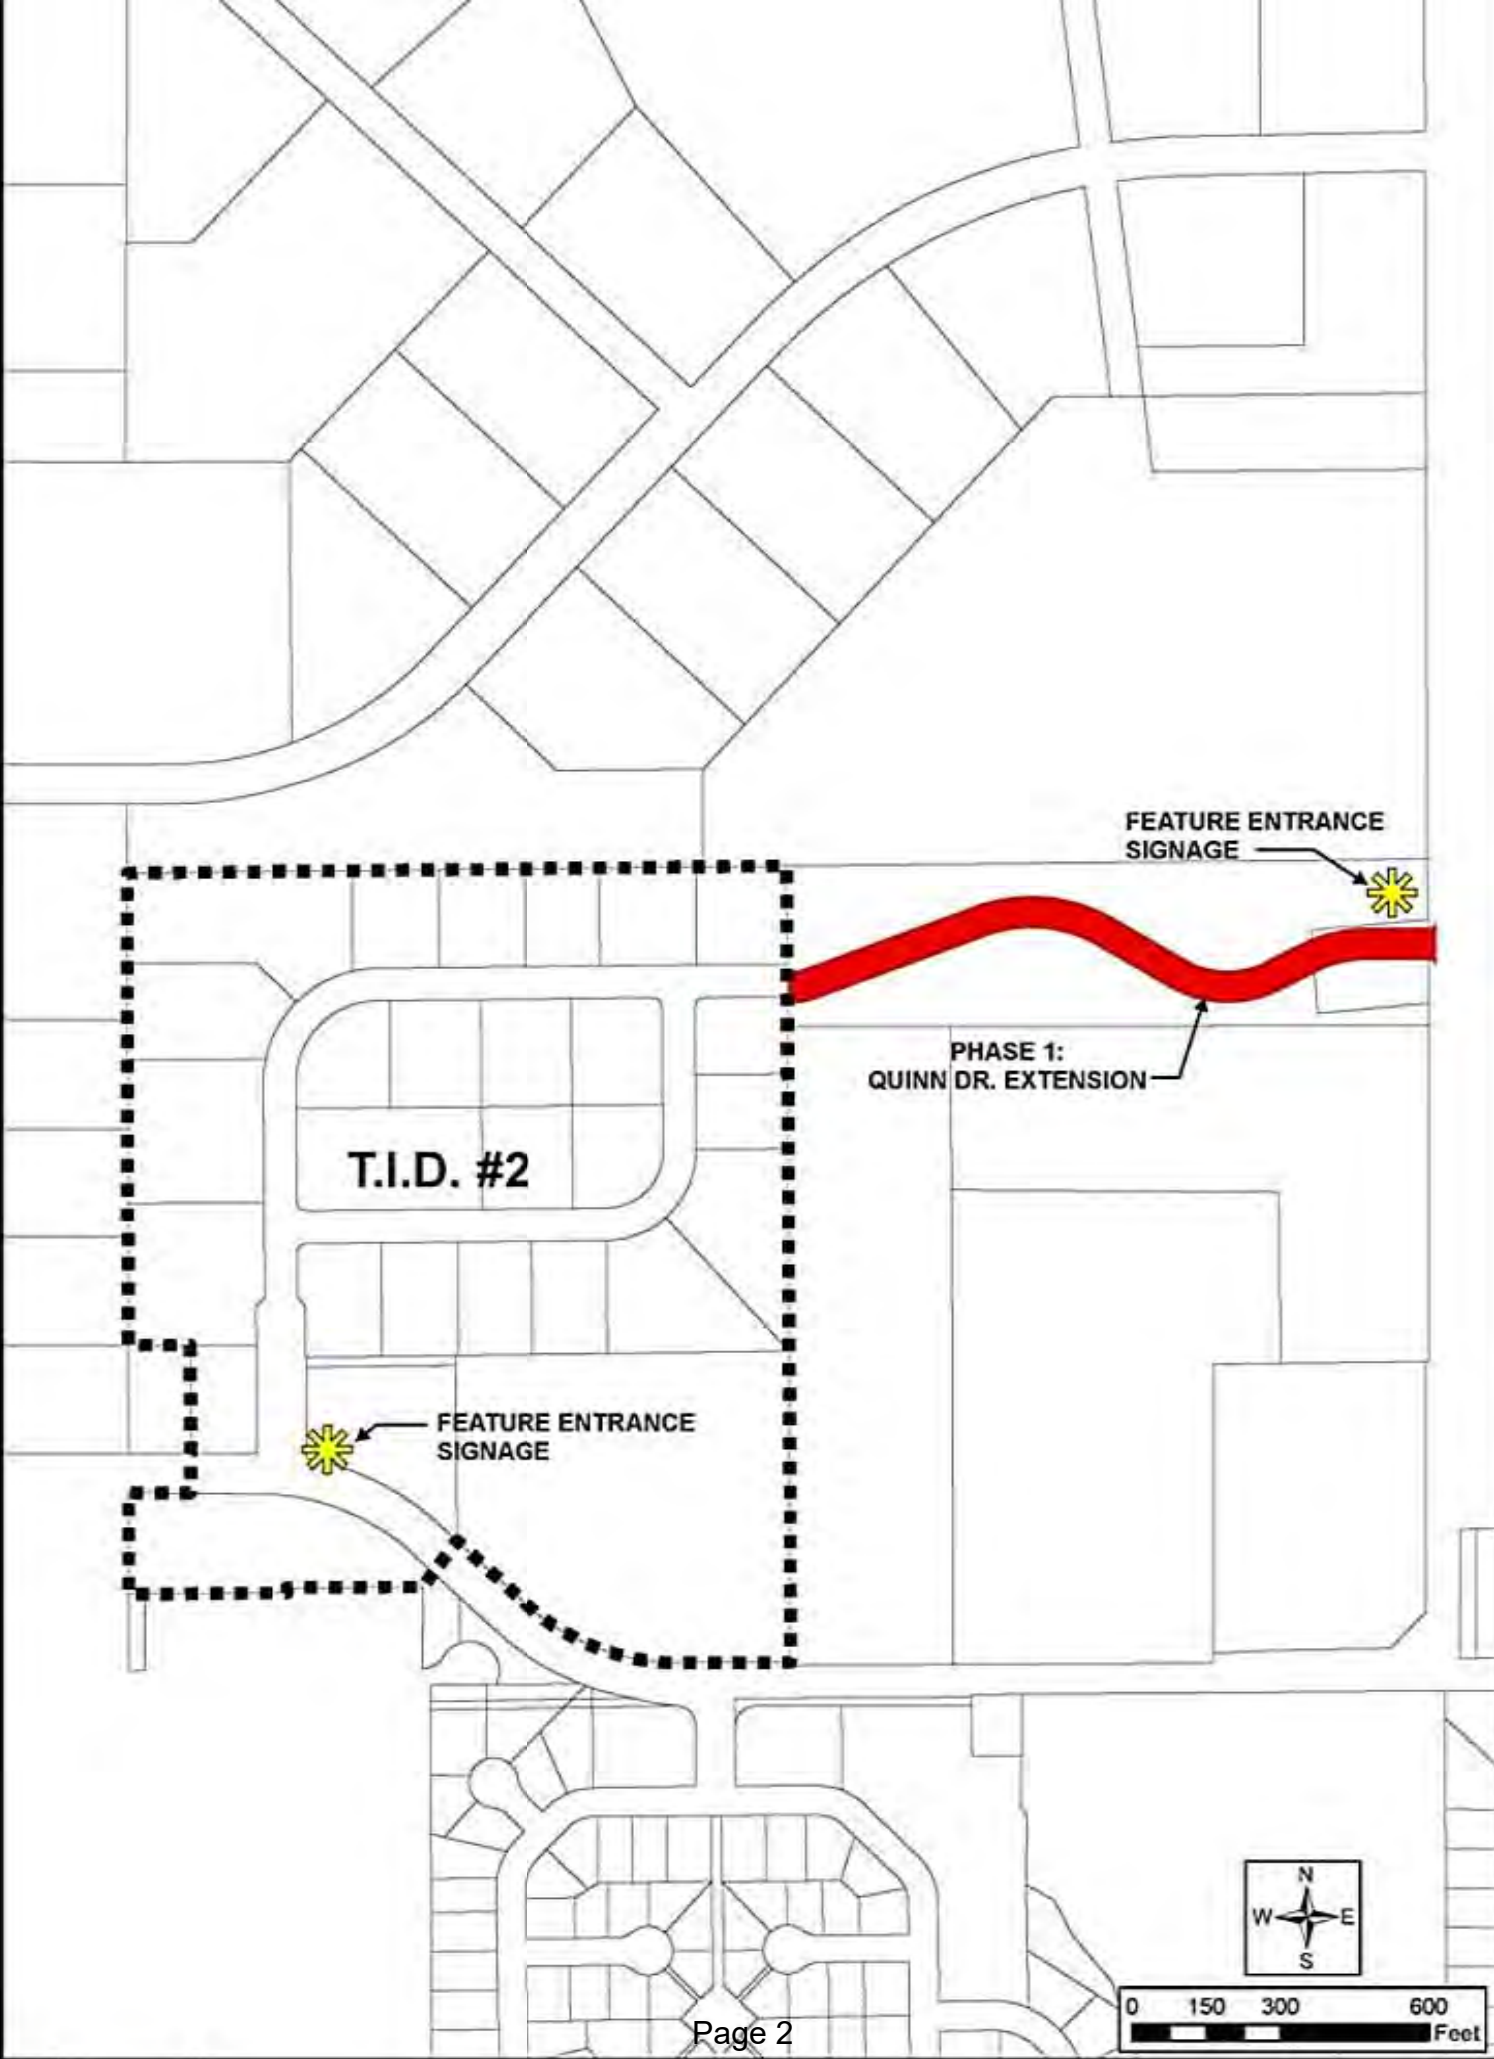 FEATURE ENTRANCE
SIGNAGE
PHASE 1:
QUINN DR. EXTENSION
T.I.D. #2
FEATURE ENTRANCE
SIGNAGE
N
W E
S
0 150 300 600
Feet
Page 2